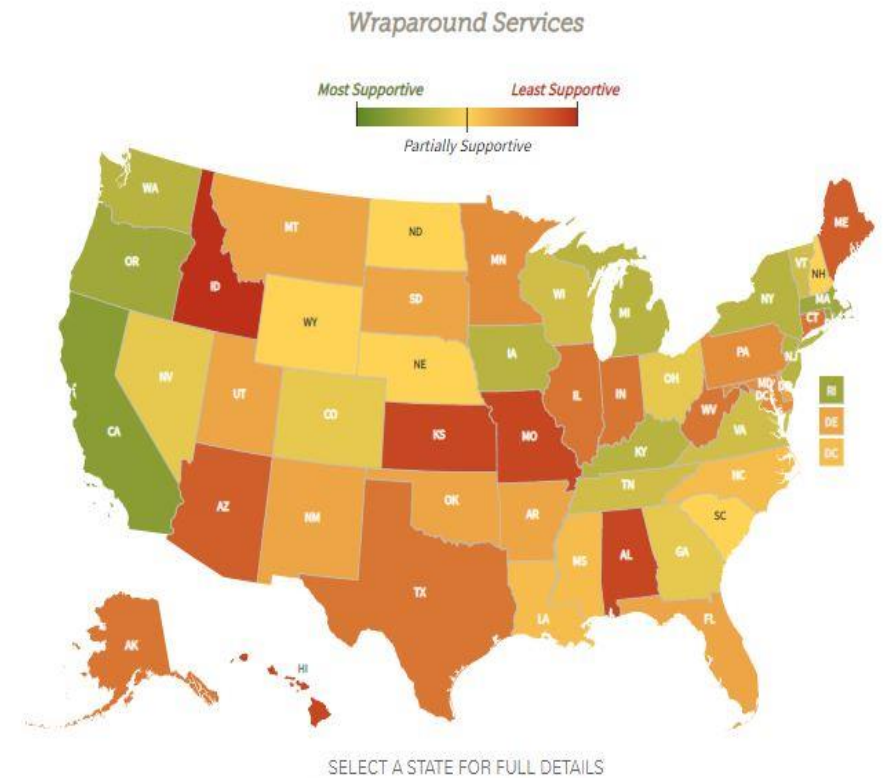 Wraparound Services
Most Supportive Least Supportive
Partially Supportive
WA
MT
ND
MN
ME
OR
ID
SD
WI
MI
VT
NH
NY
MA
CT
WY
IA
NE
PA
NJ
NV
UT
CO
IL
IN
OH
MD
DE
DC
RI
DE
DC
CA
KS
MO
WV
VA
KY
NC
TN
AZ
NM
OK
AR
SC
MS
AL
GA
TX
LA
FL
AK
HI
SELECT A STATE FOR FULL DETAILS